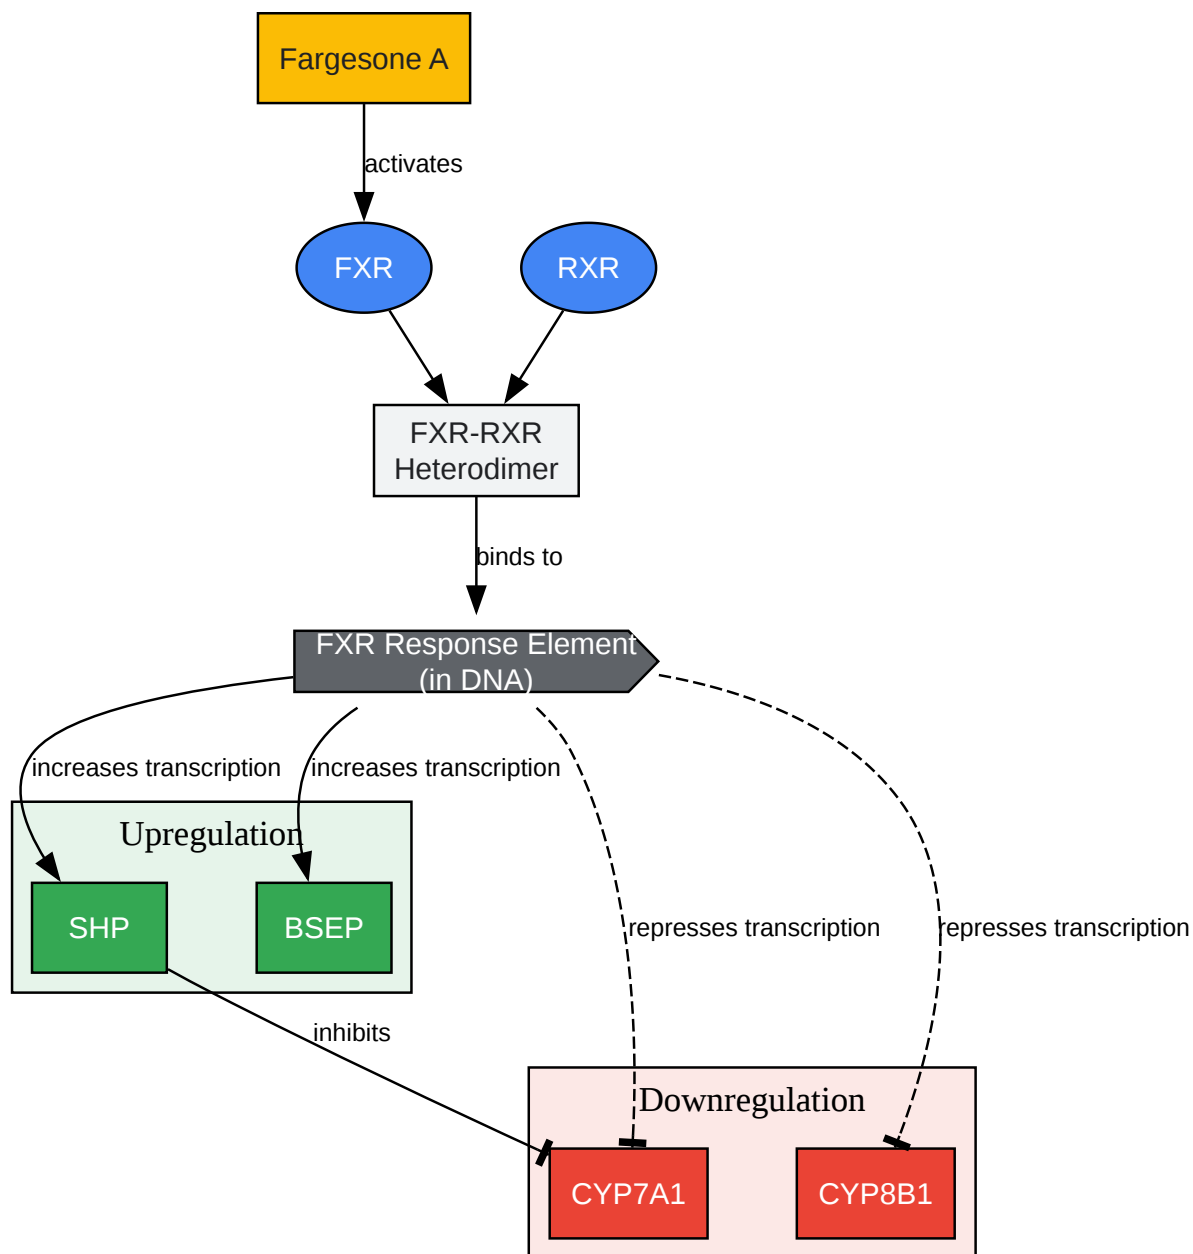 Fargesone A
activates
FXR
RXR
FXR-RXR
Heterodimer
binds to
FXR Response Element
(in DNA)
increases transcription
increases transcription
Upregulation
SHP
BSEP
represses transcription
represses transcription
inhibits
Downregulation
CYP7A1
CYP8B1